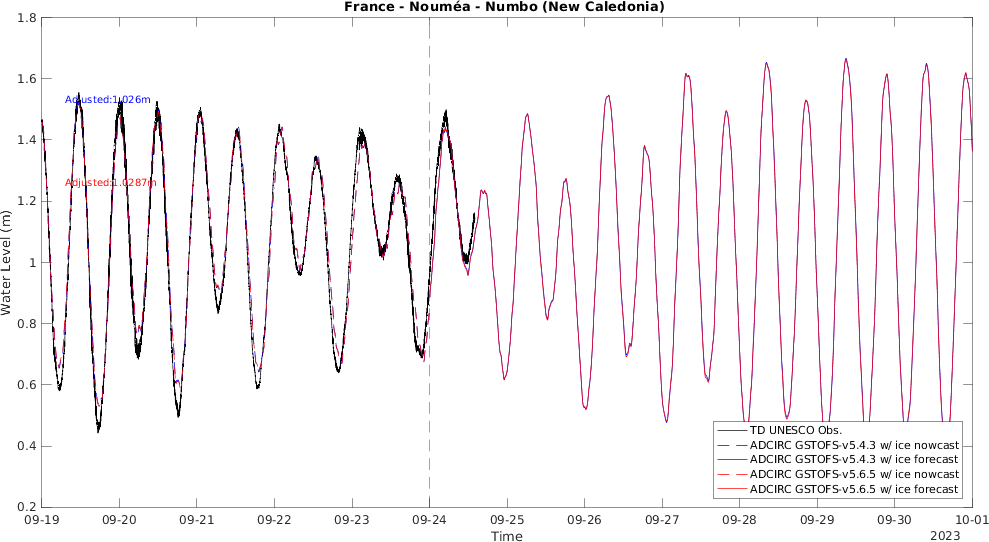 France - Nouméa - Numbo (New Caledonia)
1.8
1.6
1.4
1.2
1
0.8
0.6
0.4
0.2
Water Level (m)
Adjusted:1.026m
Adjusted:1.0287m
TD UNESCO Obs.
ADCIRC GSTOFS-v5.4.3 w/ ice nowcast
ADCIRC GSTOFS-v5.4.3 w/ ice forecast
ADCIRC GSTOFS-v5.6.5 w/ ice nowcast
ADCIRC GSTOFS-v5.6.5 w/ ice forecast
09-19 09-20 09-21 09-22 09-23 09-24 09-25 09-26 09-27 09-28 09-29 09-30 10-01
Time
2023